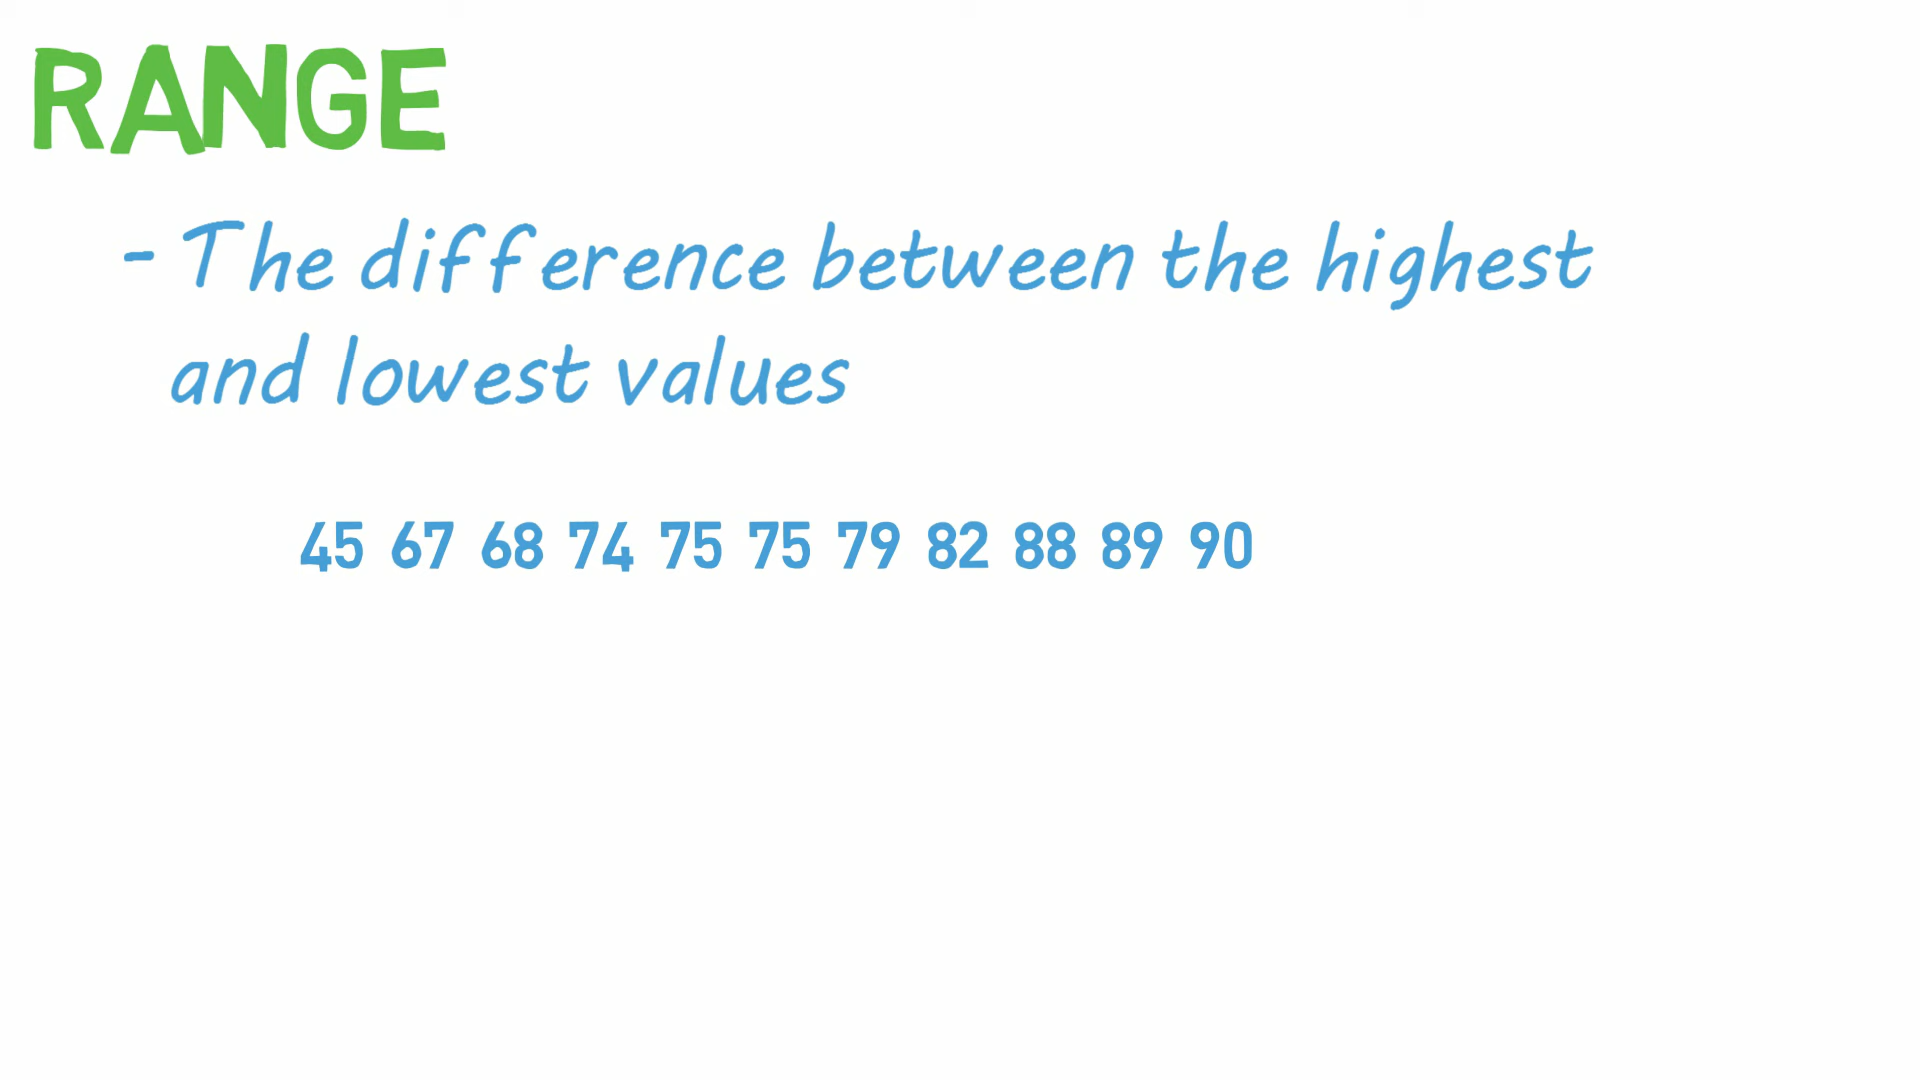 RANGE
- The difference between the highest
and lowest values
45 67 68 74 75 75 79 82 88 89 90